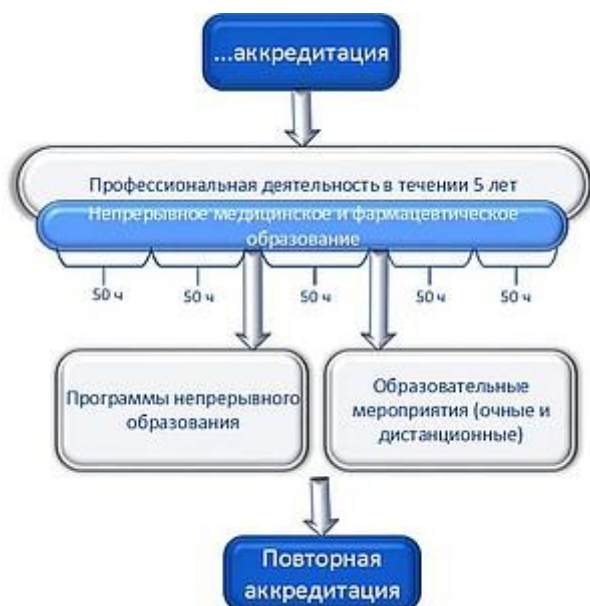 ...аккредитация
Профессиональная деятельность в течении 5 лет
Непрерывное медицинское и фармацевтическое
образование
50 ч
50 ч
50 ч
50 ч
50 ч
Программы непрерывного
образования
Образовательные
мероприятия (очные и
дистанционные)
Повторная
аккредитация